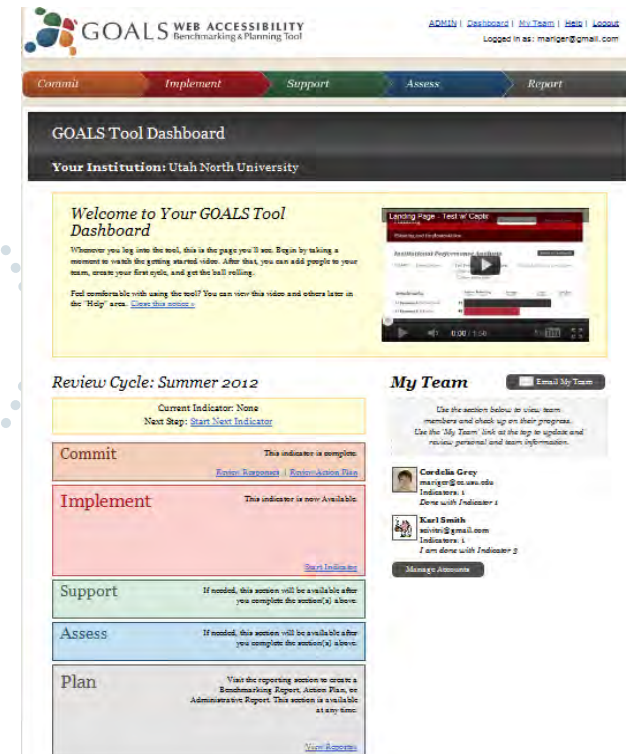 GOALS WEB ACCESSIBILITY
Benchmarking & Planning Tool
ADMIN | Dashboard | My Team | Help | Logout
Logged in as: mariger@gmail.com
Commit
Implement
Support
Assess
Report
GOALS Tool Dashboard
Your Institution: Utah North University
Welcome to Your GOALS Tool
Dashboard
Whenever you log into the tool, this is the page you'll see. Begin by taking a
moment to watch the getting started video. After that, you can add people to your
team, create your first cycle, and get the ball rolling.
Feel comfortable with using the tool? You can view this video and others later in
the "Help" area. Close this notice »
Landing Page - Test w/ Captir
0:00 / 1:50
Review Cycle: Summer 2012
Current Indicator: None
Next Step: Start Next Indicator
Commit
This indicator is complete.
Review Responses | Review Action Plan
Implement
This indicator is now Available.
Start Indicator
Support
If needed, this section will be available after
you complete the section(s) above.
Assess
If needed, this section will be available after
you complete the section(s) above.
Plan
Visit the reporting section to create a
Benchmarking Report, Action Plan, or
Administrative Report. This section is available
at any time.
View Reports
My Team
Email My Team
Use the section below to view team
members and check up on their progress.
Use the 'My Team' link at the top to update and
review personal and team information.
Cordelia Grey
mariger@cc.usu.edu
Indicators: 1
Done with Indicator 1
Karl Smith
scivitri@gmail.com
Indicators: 1
I am done with Indicator 3
Manage Accounts